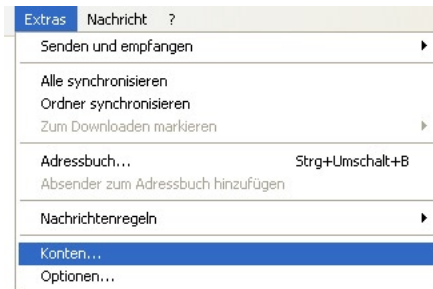 Extras Nachricht ?
Senden und empfangen
Alle synchronisieren
Ordner synchronisieren
Zum Downloaden markieren
Adressbuch... Strg+Umschalt+B
Absender zum Adressbuch hinzufügen
Nachrichtenregeln
Konten...
Optionen...